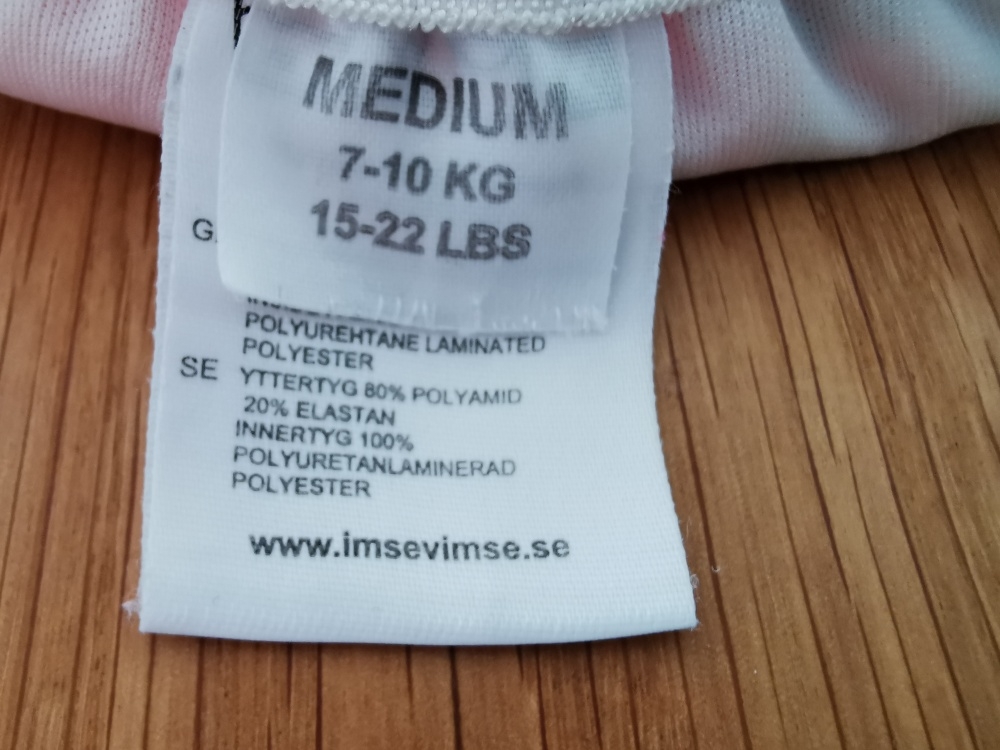 MEDIUM
7-10 KG
15-22 LBS
POLYUREHTANE LAMINATED
POLYESTER
SE YTTERTYG 80% POLYAMID
20% ELASTAN
INNERTYG 100%
POLYURETANLAMINERAD
POLYESTER
www.imsevimse.se